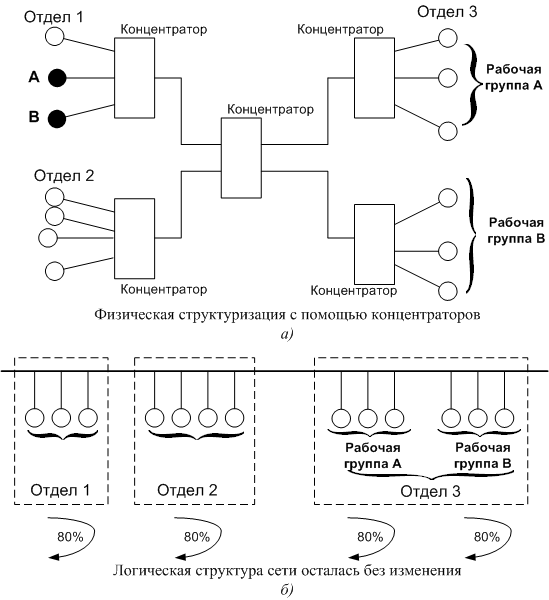 Отдел 1
Отдел 3
Концентратор
Концентратор
А
В
Рабочая
группа А
Концентратор
Отдел 2
Рабочая
группа В
Концентратор
Концентратор
Физическая структуризация с помощью концентраторов
а)
Рабочая
группа А
Рабочая
группа В
Отдел 1
Отдел 2
Отдел 3
80%
80%
80%
80%
Логическая структура сети осталась без изменения
б)